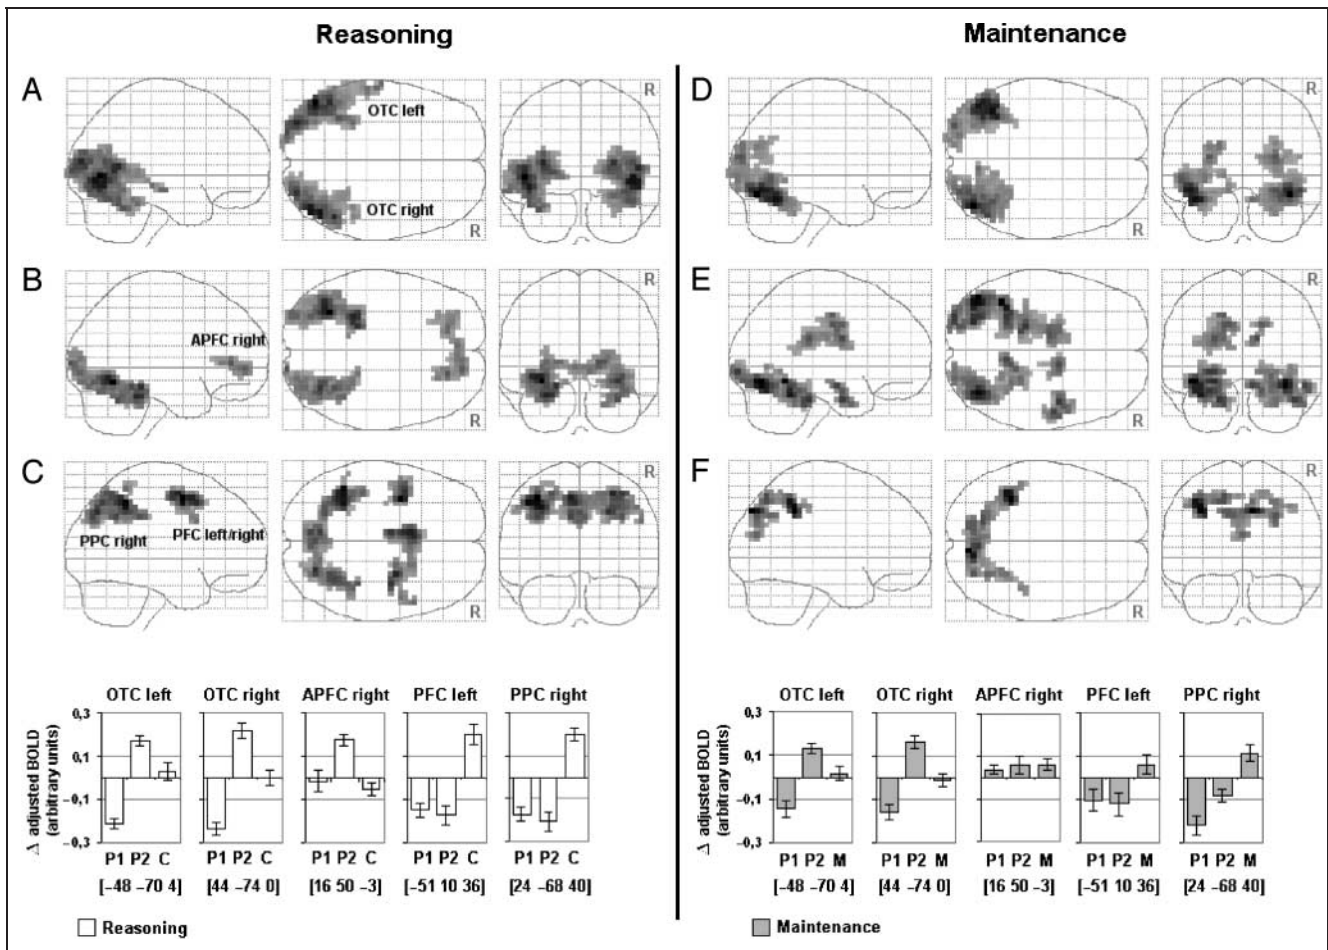 Reasoning
Maintenance
A
OTC left
OTC right
R
R
B
APFC right
R
R
C
PPC right
PFC left/right
R
R
D
R
R
E
R
R
F
R
R
OTC left OTC right APFC right PFC left PPC right
Δ adjusted BOLD
(arbitrary units)
0,3
0,1
−0,1
−0,3
P1 P2 C P1 P2 C P1 P2 C P1 P2 C P1 P2 C
[−48 −70 4] [44 −74 0] [16 50 −3] [−51 10 36] [24 −68 40]
Reasoning
OTC left OTC right APFC right PFC left PPC right
Δ adjusted BOLD
(arbitrary units)
0,3
0,1
−0,1
−0,3
P1 P2 M P1 P2 M P1 P2 M P1 P2 M P1 P2 M
[−48 −70 4] [44 −74 0] [16 50 −3] [−51 10 36] [24 −68 40]
Maintenance